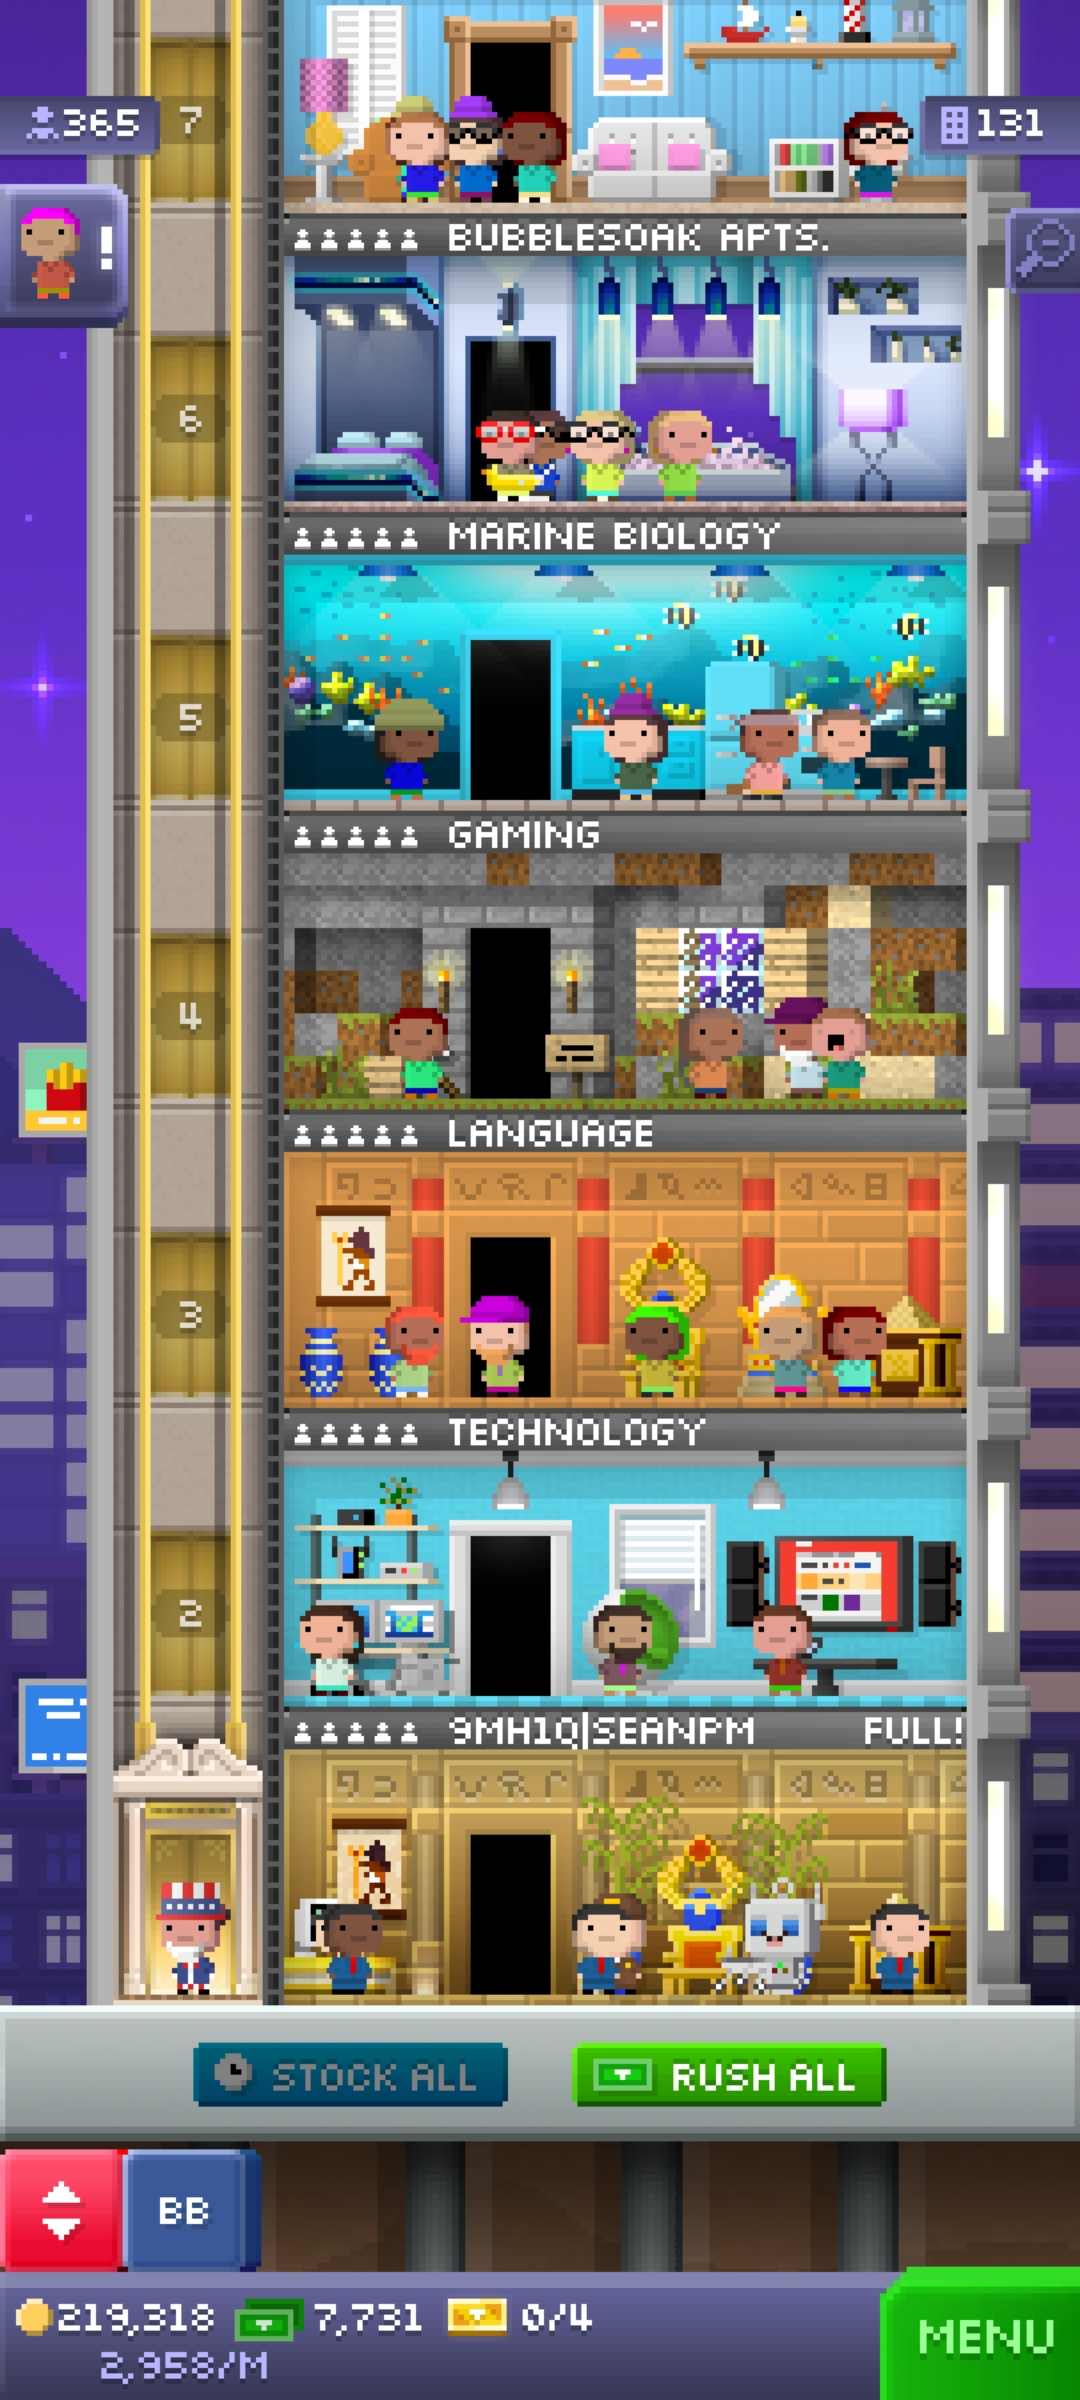 365
7
131
!
BUBBLESOAK APTS.
6
MARINE BIOLOGY
5
GAMING
4
LANGUAGE
3
TECHNOLOGY
2
9MH1Q|SEANPM FULL!
STOCK ALL
RUSH ALL
BB
219,318 7,731 0/4
2,958/M
MENU